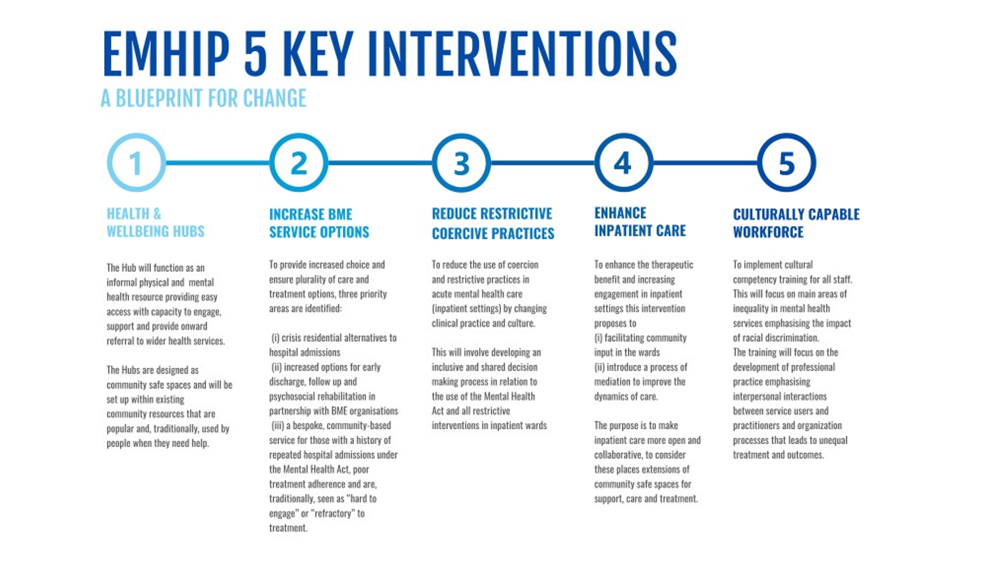 EMHIP 5 KEY INTERVENTIONS
A BLUEPRINT FOR CHANGE
1
2
3
4
5
HEALTH &
WELLBEING HUBS
The Hub will function as an
informal physical and mental
health resource providing easy
access with capacity to engage,
support and provide onward
referral to wider health services.
The Hubs are designed as
community safe spaces and will be
set up within existing
community resources that are
popular and, traditionally, used by
people when they need help.
INCREASE BME
SERVICE OPTIONS
To provide increased choice and
ensure plurality of care and
treatment options, three priority
areas are identified:
(i) crisis residential alternatives to
hospital admissions
(ii) increased options for early
discharge, follow up and
psychosocial rehabilitation in
partnership with BME organisations
(iii) a bespoke, community-based
service for those with a history of
repeated hospital admissions under
the Mental Health Act, poor
treatment adherence and are,
traditionally, seen as "hard to
engage" or "refractory" to
treatment.
REDUCE RESTRICTIVE
COERCIVE PRACTICES
To reduce the use of coercion
and restrictive practices in
acute mental health care
(inpatient settings) by changing
clinical practice and culture.
This will involve developing an
inclusive and shared decision
making process in relation to
the use of the Mental Health
Act and all restrictive
interventions in inpatient wards
ENHANCE
INPATIENT CARE
To enhance the therapeutic
benefit and increasing
engagement in inpatient
settings this intervention
proposes to
(i) facilitating community
input in the wards
(ii) introduce a process of
mediation to improve the
dynamics of care.
The purpose is to make
inpatient care more open and
collaborative, to consider
these places extensions of
community safe spaces for
support, care and treatment.
CULTURALLY CAPABLE
WORKFORCE
To implement cultural
competency training for all staff.
This will focus on main areas of
inequality in mental health
services emphasising the impact
of racial discrimination.
The training will focus on the
development of professional
practice emphasising
interpersonal interactions
between service users and
practitioners and organization
processes that leads to unequal
treatment and outcomes.